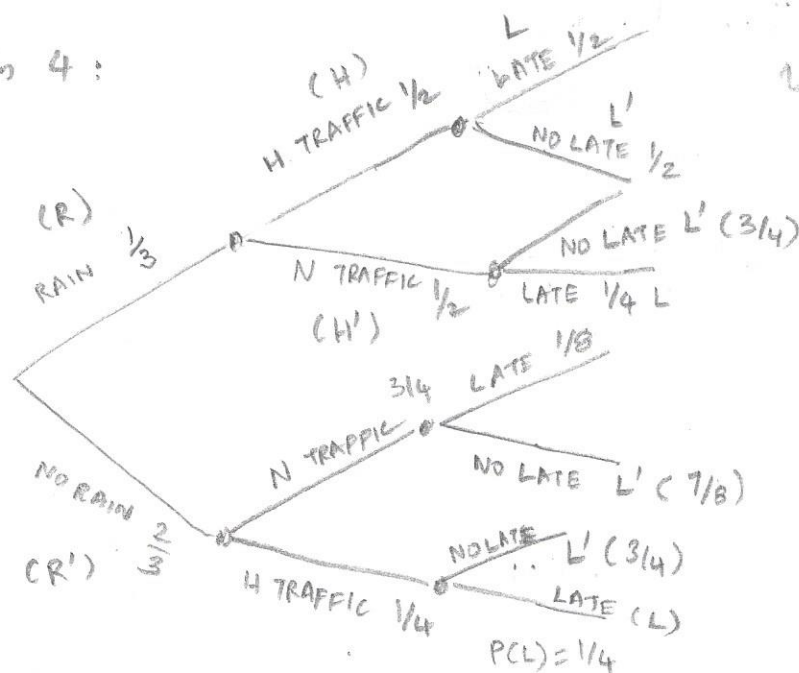 4 :
(H)
H TRAFFIC 1/2
L
LATE 1/2
L'
NO LATE 1/2
(R)
RAIN 1/3
N TRAFFIC 1/2
(H')
NO LATE L' (3/4)
LATE 1/4 L
N TRAFFIC 3/4
LATE 1/8
NO LATE L' (7/8)
NO RAIN 2/3
(R')
H TRAFFIC 1/4
NO LATE L' (3/4)
LATE (L)
P(L) = 1/4